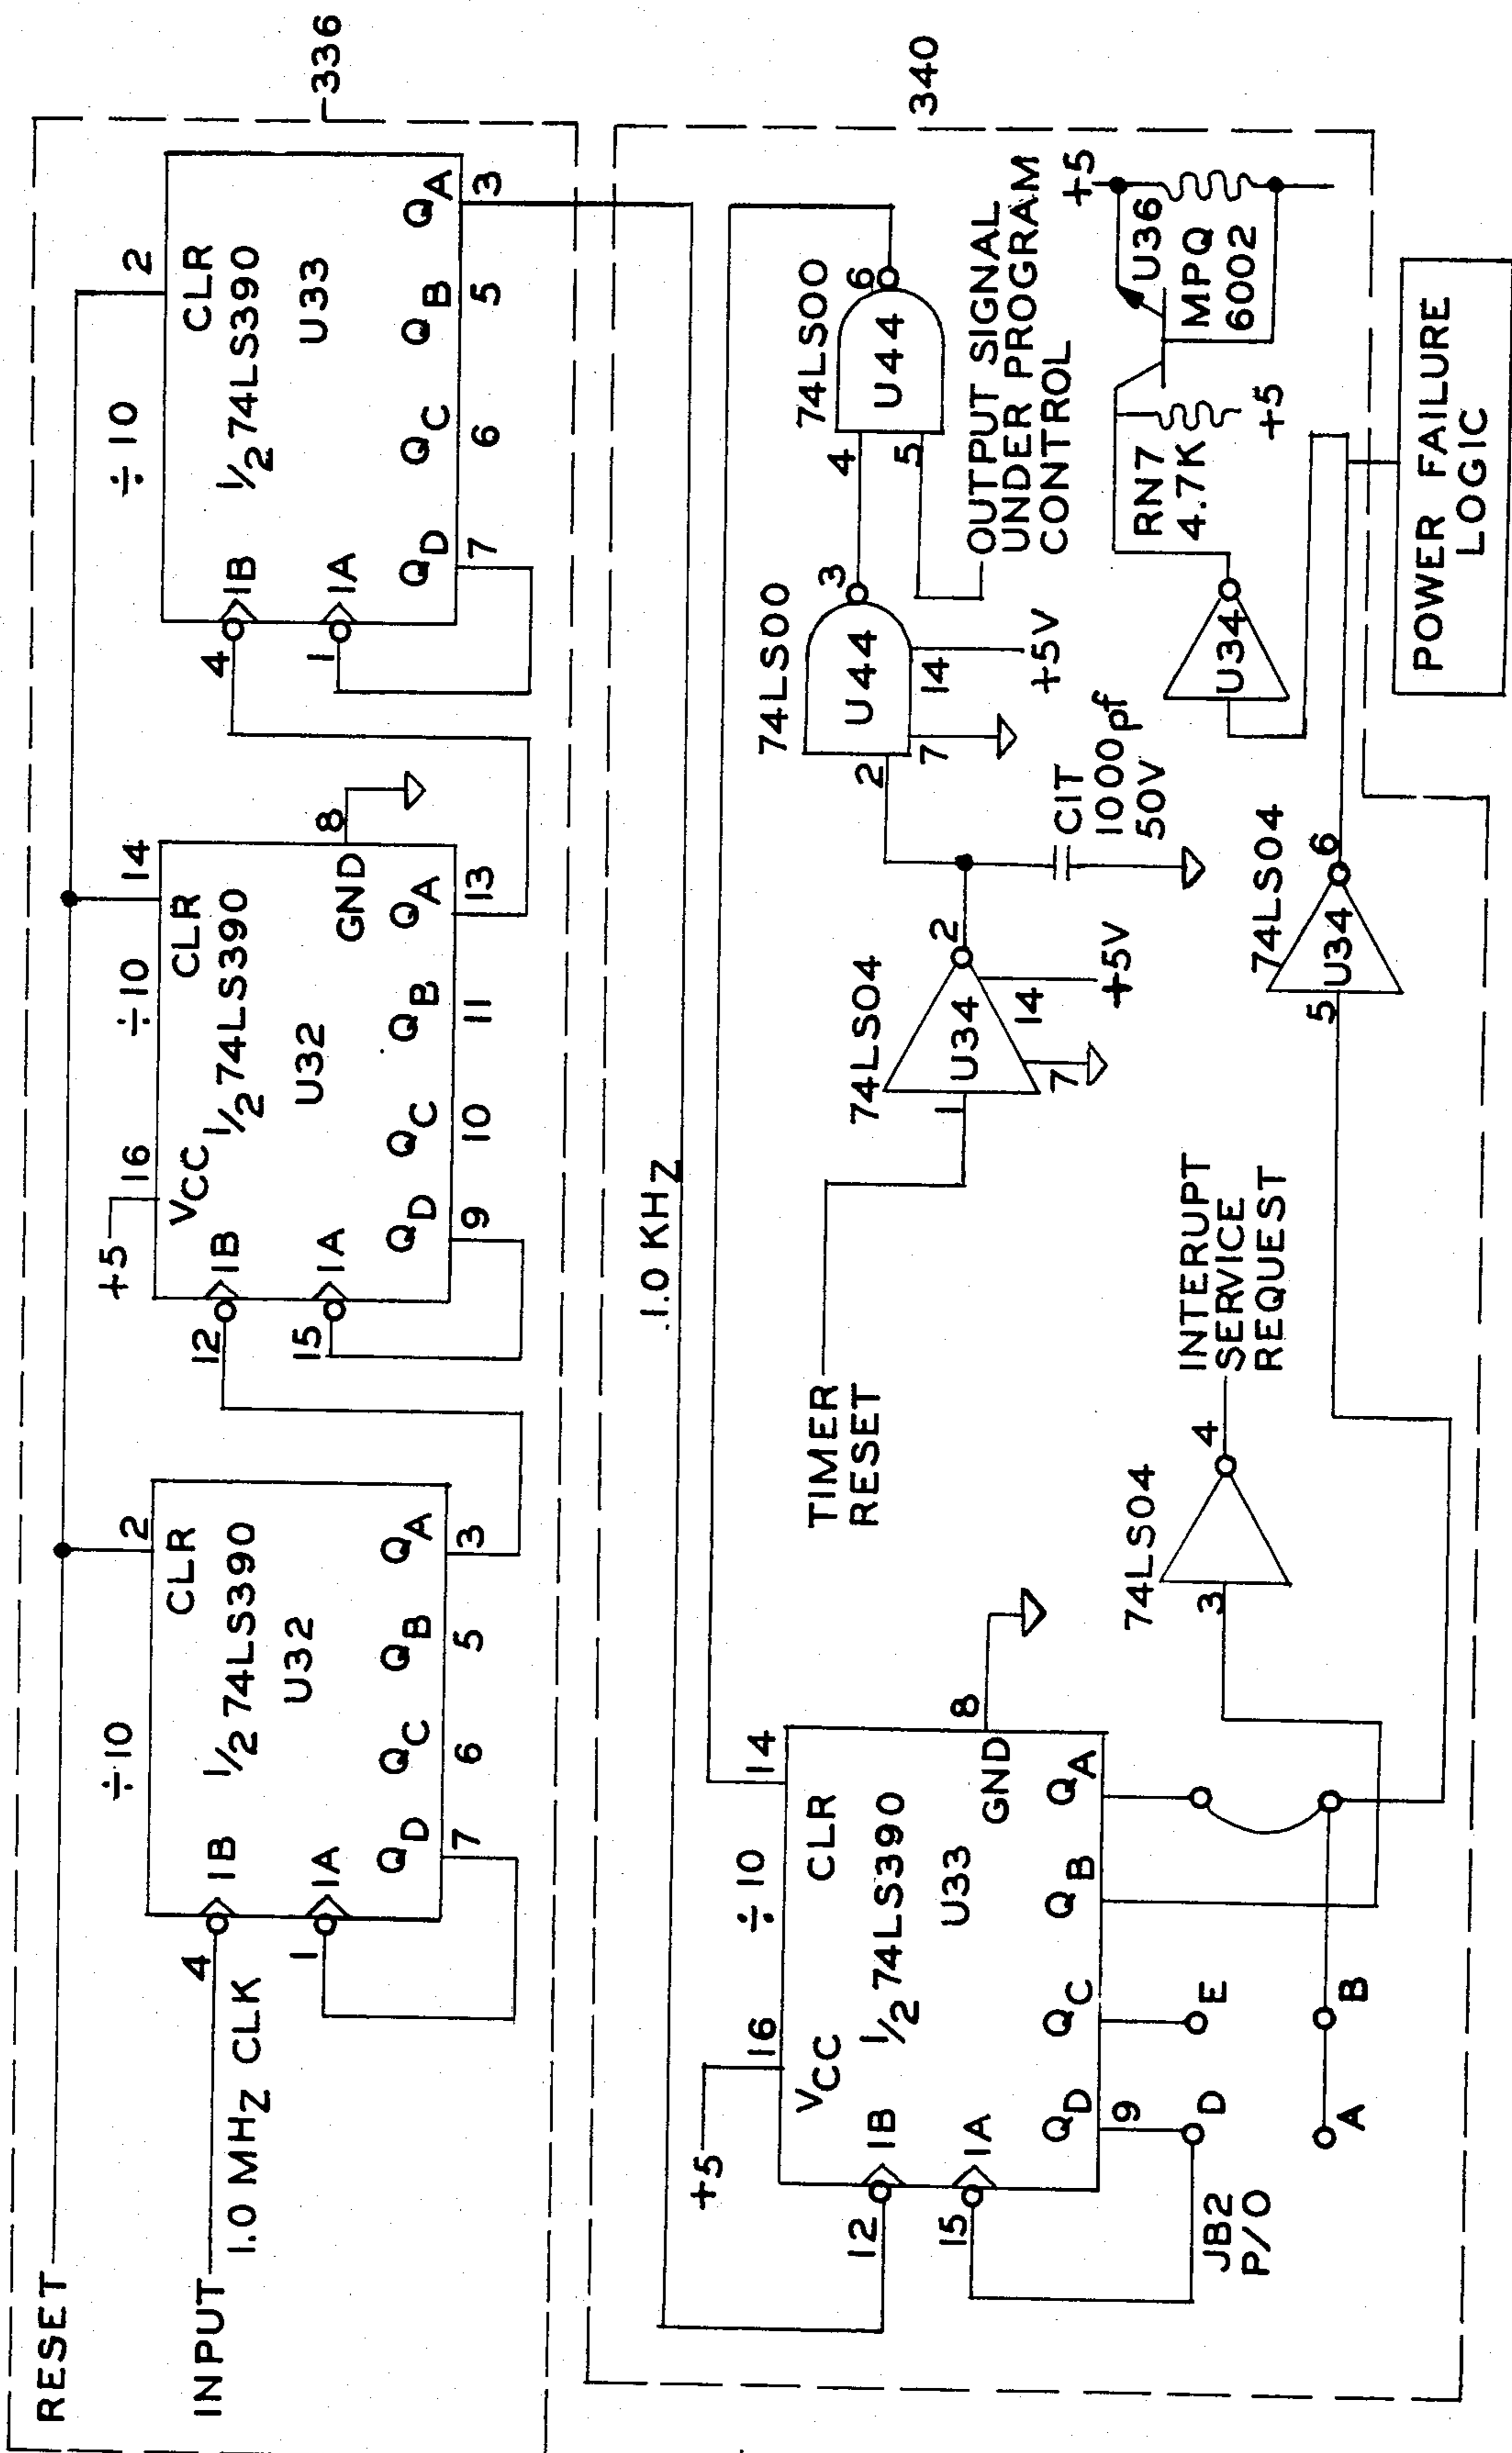 RESET
INPUT
1.0 MHZ CLK
÷10
2
CLR
1/2 74LS390
U32
4
1B
1
1A
QD
QC
QB
QA
7
6
5
3
+5
16
VCC
÷10
14
CLR
1/2 74LS390
U32
12
1B
15
1A
8
GND
QD
QC
QB
QA
9
10
11
13
÷10
2
CLR
1/2 74LS390
U33
4
1B
1
1A
QD
QC
QB
QA
7
6
5
3
336
1.0 KHZ
340
+5
16
VCC
÷10
14
CLR
1/2 74LS390
U33
12
1B
15
1A
8
GND
QD
QC
QB
QA
9
D
E
JB2
P/O
A
B
TIMER
RESET
74LS04
1
U34
2
7
14
+5V
74LS00
2
U44
3
7
14
+5V
CIT
1000pf
50V
74LS00
4
5
U44
6
OUTPUT SIGNAL
UNDER PROGRAM
CONTROL
74LS04
3
4
INTERUPT
SERVICE
REQUEST
74LS04
5
U34
6
U34
RN7
4.7K
+5
+5
U36
MPQ
6002
POWER FAILURE
LOGIC